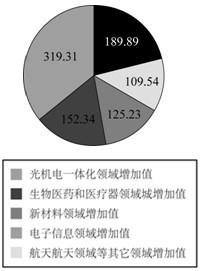 319.31
189.89
109.54
125.23
152.34
光机电一体化领域增加值
生物医药和医疗器领城域增加值
新材料领域增加值
电子信息领域增加值
航天航天领域等其它领域增加值